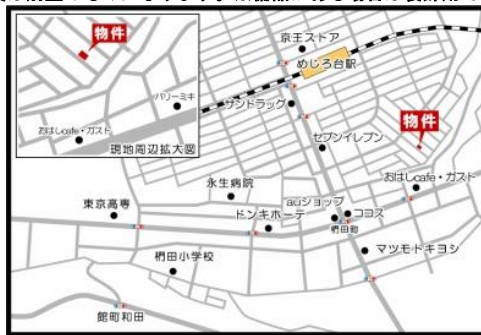 物件
パリーミキ
おはしcafe・ガスト
現地周辺拡大図
京王ストア
めじろ台駅
サンドラッグ
物件
セブンイレブン
おはしcafe・ガスト
永生病院
auショップ
ココス
東京高専
ドンキホーテ
椚田町
マツモトキヨシ
椚田小学校
館町和田